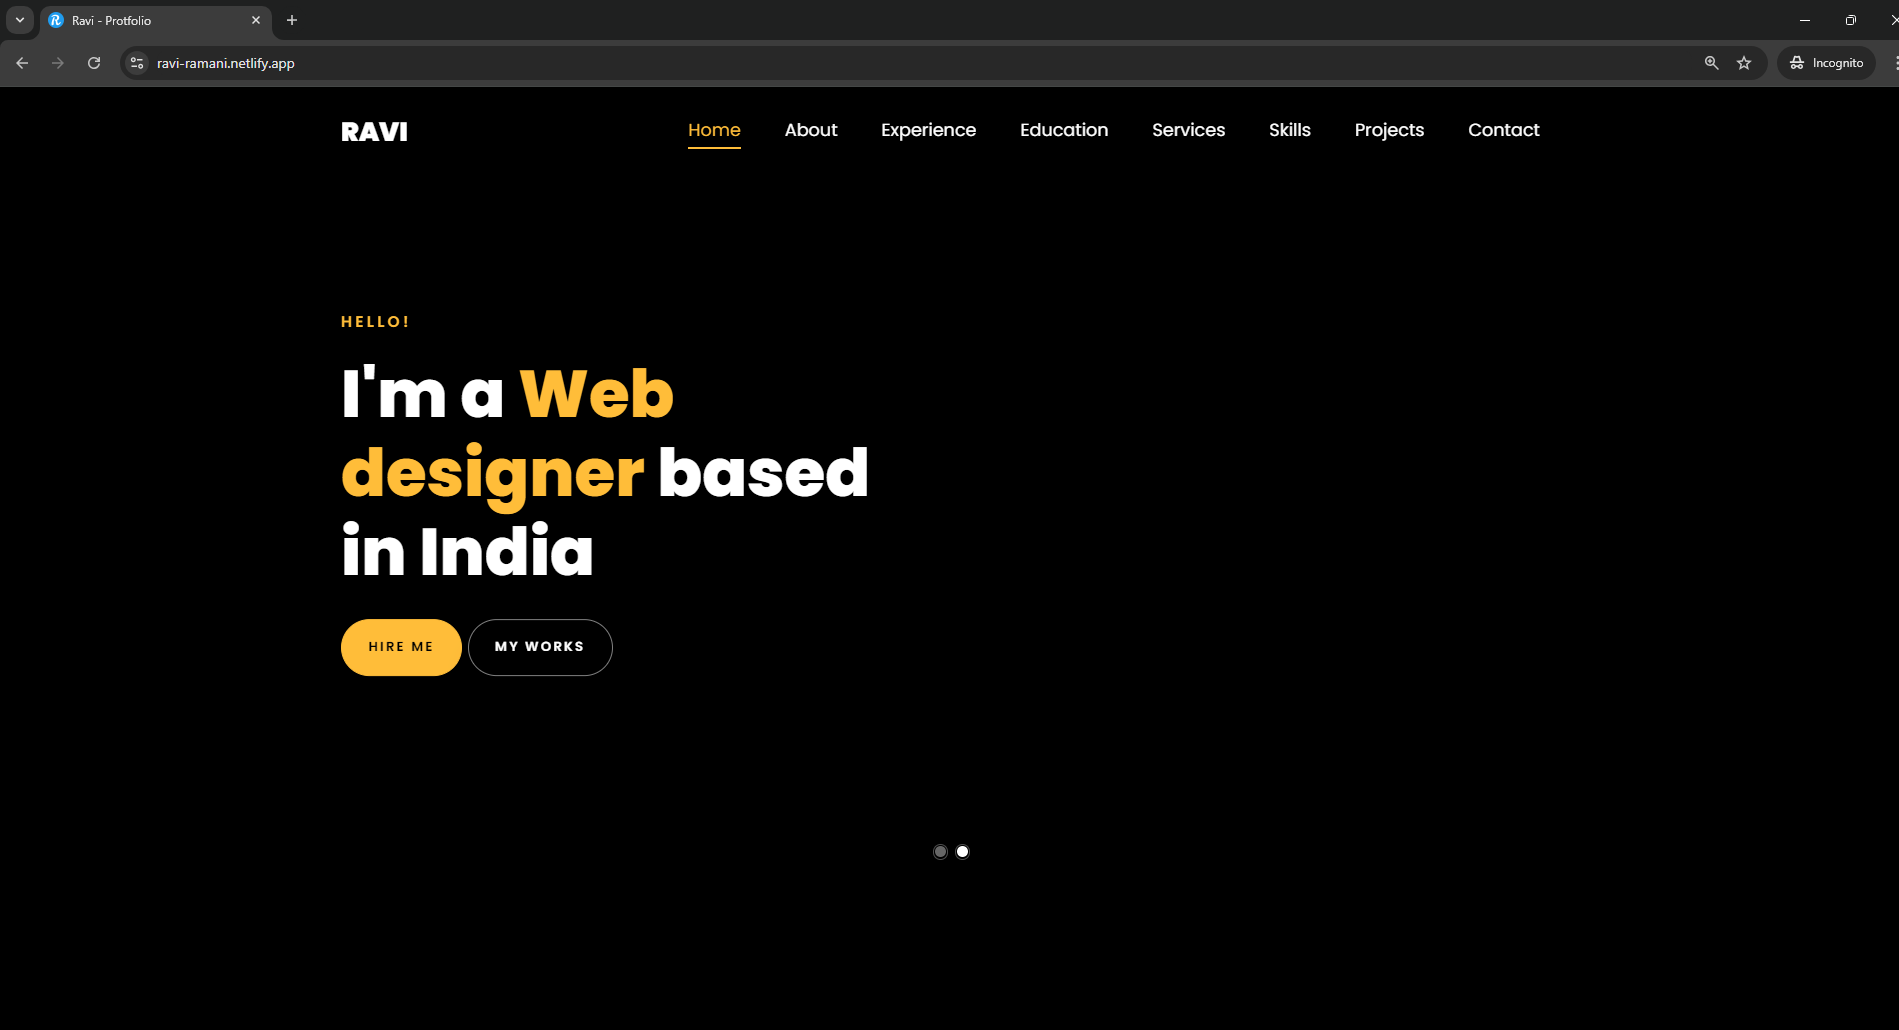 Ravi - Protfolio
ravi-ramani.netlify.app
Incognito
RAVI
Home About Experience Education Services Skills Projects Contact
HELLO!
I'm a Web
designer based
in India
HIRE ME MY WORKS